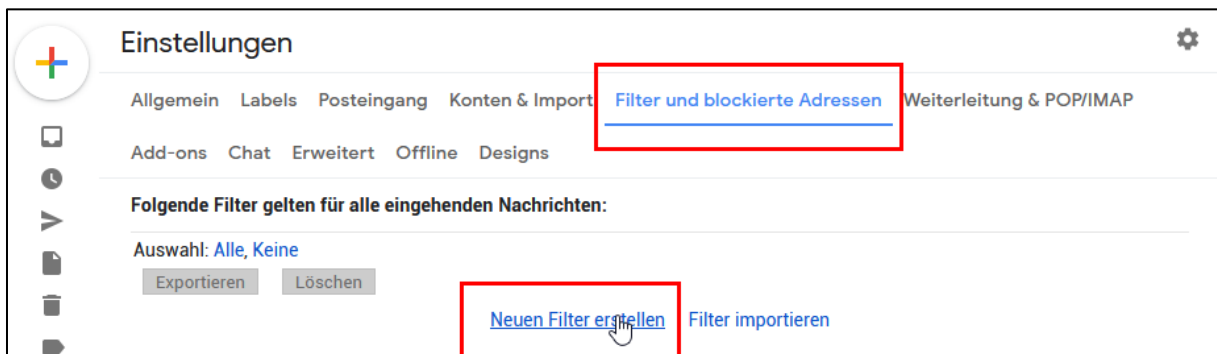 Einstellungen
Allgemein Labels Posteingang Konten & Import Filter und blockierte Adressen Weiterleitung & POP/IMAP
Add-ons Chat Erweitert Offline Designs
Folgende Filter gelten für alle eingehenden Nachrichten:
Auswahl: Alle, Keine
Exportieren Löschen
Neuen Filter erstellen Filter importieren